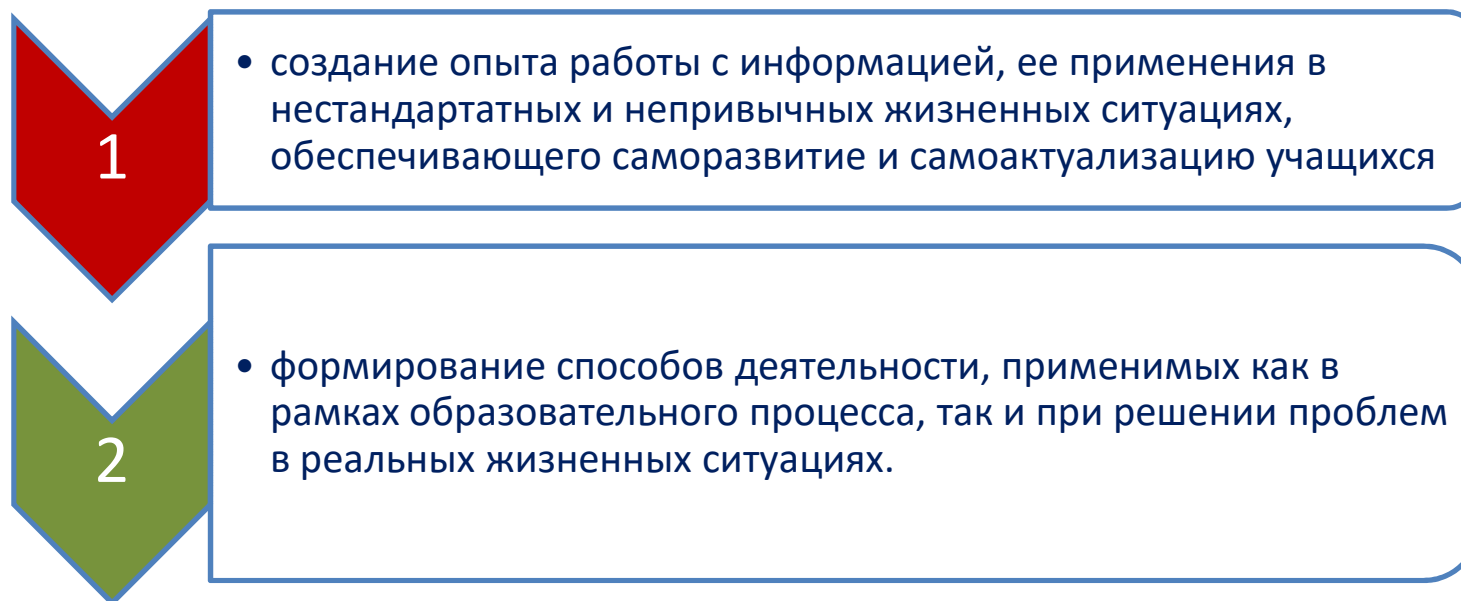 • создание опыта работы с информацией, ее применения в
нестандартатных и непривычных жизненных ситуациях,
1
обеспечивающего саморазвитие и самоактуализацию учащихся
• формирование способов деятельности, применимых как в
рамках образовательного процесса, так и при решении проблем
2
в реальных жизненных ситуациях.